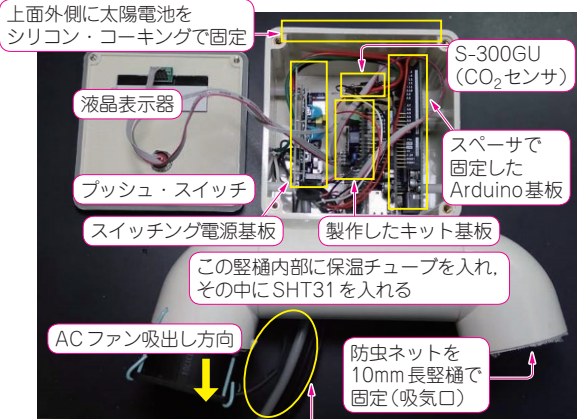 上面外側に太陽電池を
シリコン・コーキングで固定
S-300GU
（CO₂センサ）
液晶表示器
スペーサで
固定した
Arduino基板
プッシュ・スイッチ
スイッチング電源基板
製作したキット基板
この竪樋内部に保温チューブを入れ，
その中にSHT31を入れる
ACファン吸出し方向
防虫ネットを
10mm長竪樋で
固定（吸気口）